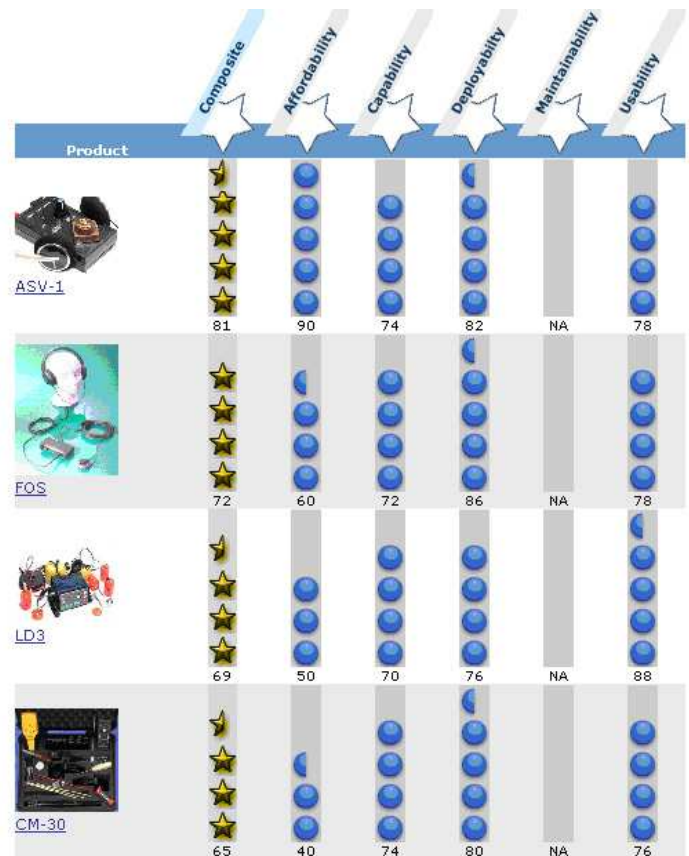 Composite Affordability Capability Deployabilty Maintainability Usability
Product
ASV-1
81 90 74 82 NA 78
FOS
72 60 72 86 NA 78
LD3
69 50 70 76 NA 88
CM-30
65 40 74 80 NA 76